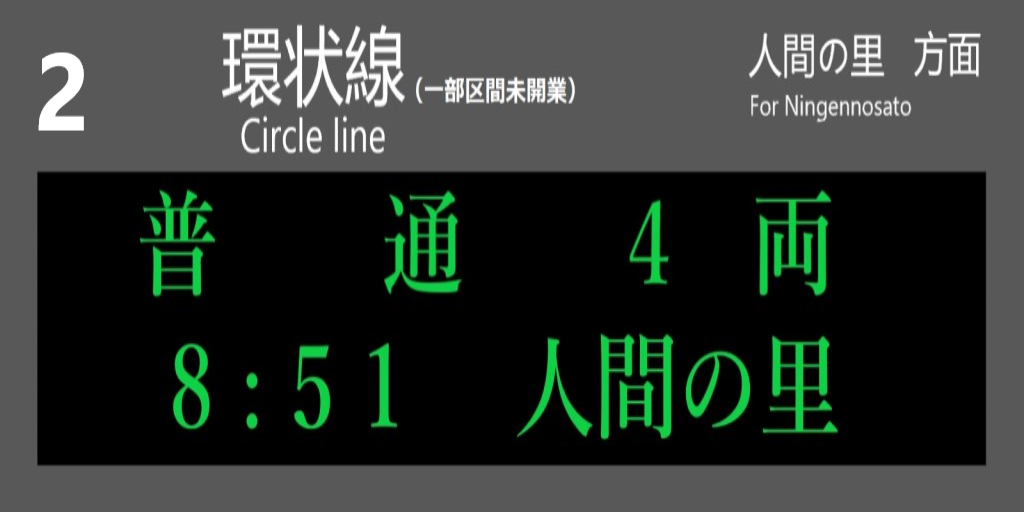 2
環状線(一部区間未開業)
Circle line
人間の里 方面
For Ningennosato
普 通 4 両
8:51 人間の里